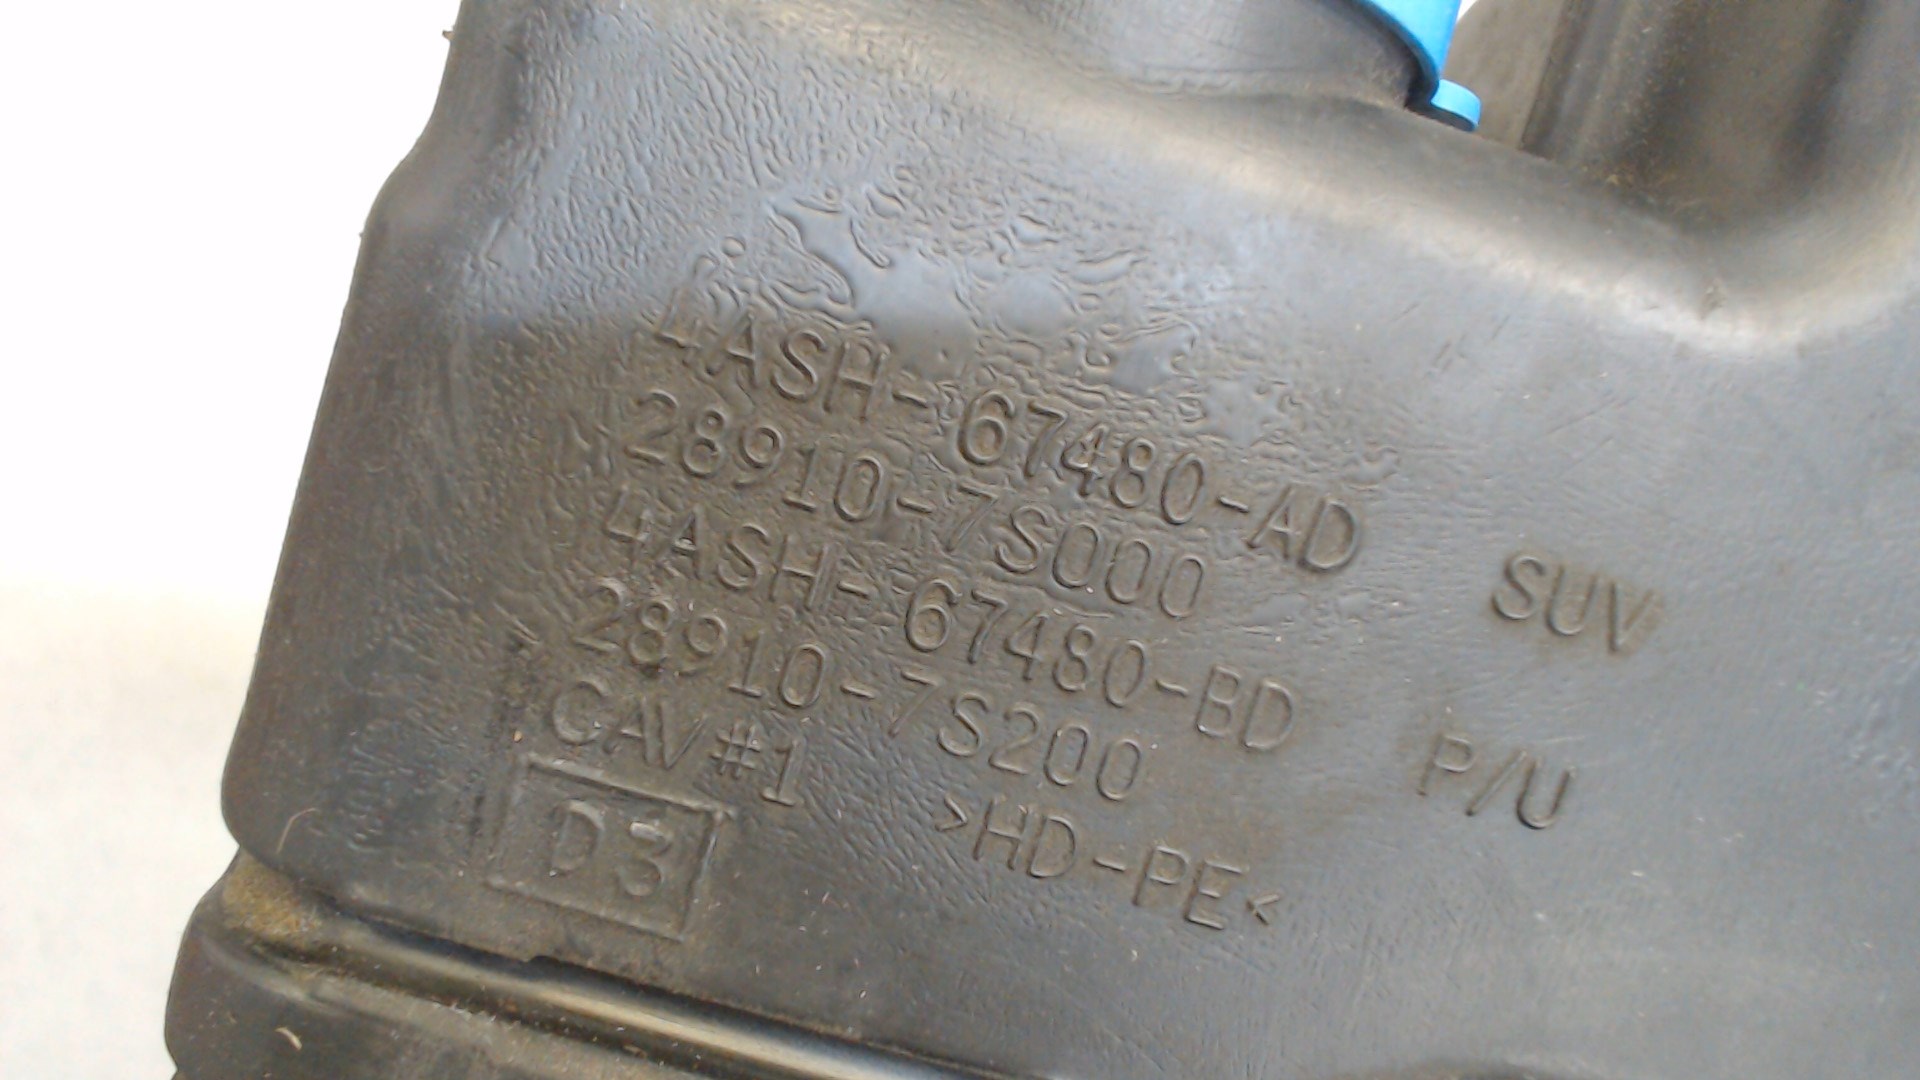 4ASH-67480-AD SUV
28910-7S000
4ASH-67480-BD P/U
28910-7S200
CAV#1 >HD-PE<
D3